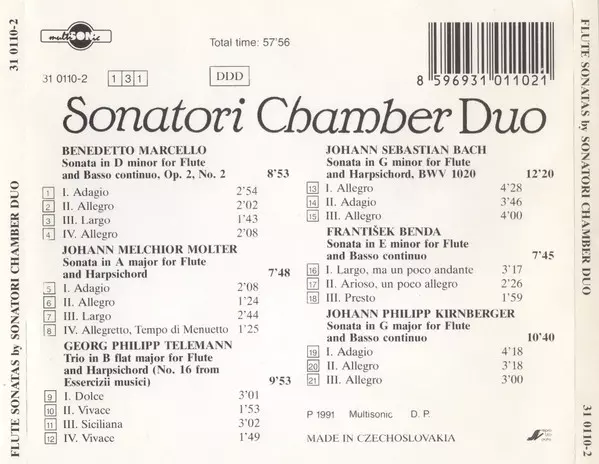 multisonic
Total time: 57'56
31 0110-2
1 3 1
DDD
8 596931 011021
Sonatori Chamber Duo
BENEDETTO MARCELLO
Sonata in D minor for Flute
and Basso continuo, Op. 2, No. 2 8'53
1 I. Adagio 2'54
2 II. Allegro 2'02
3 III. Largo 1'43
4 IV. Allegro 2'08
JOHANN MELCHIOR MOLTER
Sonata in A major for Flute
and Harpsichord 7'48
5 I. Adagio 2'08
6 II. Allegro 1'24
7 III. Largo 2'44
8 IV. Allegretto, Tempo di Menuetto 1'25
GEORG PHILIPP TELEMANN
Trio in B flat major for Flute
and Harpsichord (No. 16 from
Essercizii musici) 9'53
9 I. Dolce 3'01
10 II. Vivace 1'53
11 III. Siciliana 3'02
12 IV. Vivace 1'49
JOHANN SEBASTIAN BACH
Sonata in G minor for Flute
and Harpsichord, BWV 1020 12'20
13 I. Allegro 4'28
14 II. Adagio 3'46
15 III. Allegro 4'00
FRANTIŠEK BENDA
Sonata in E minor for Flute
and Basso continuo 7'45
16 I. Largo, ma un poco andante 3'17
17 II. Arioso, un poco allegro 2'26
18 III. Presto 1'59
JOHANN PHILIPP KIRNBERGER
Sonata in G major for Flute
and Basso continuo 10'40
19 I. Adagio 4'18
20 II. Allegro 3'18
21 III. Allegro 3'00
P 1991 Multisonic D. P.
MADE IN CZECHOSLOVAKIA
FLUTE SONATAS by SONATORI CHAMBER DUO 31 0110-2
FLUTE SONATAS by SONATORI CHAMBER DUO 31 0110-2